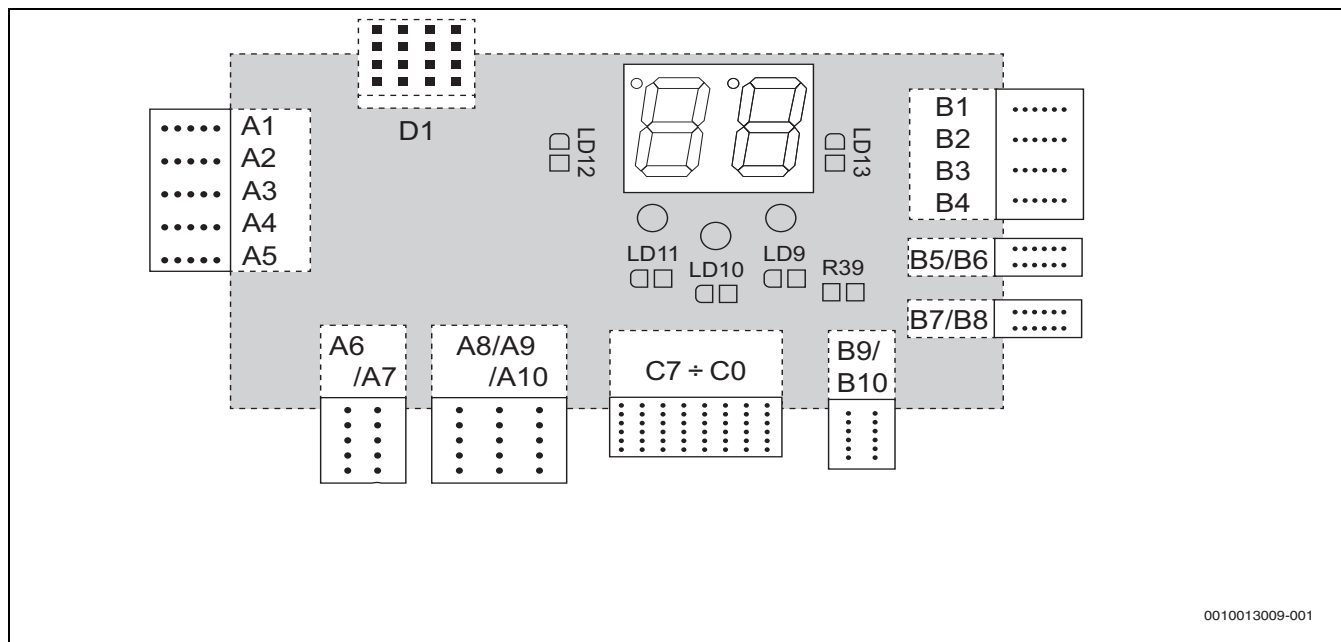 D1
A1
A2
A3
A4
A5
LD12
LD13
B1
B2
B3
B4
B5/B6
B7/B8
LD11
LD10
LD9
R39
A6
/A7
A8/A9
/A10
C7 ÷ C0
B9/
B10
0010013009-001